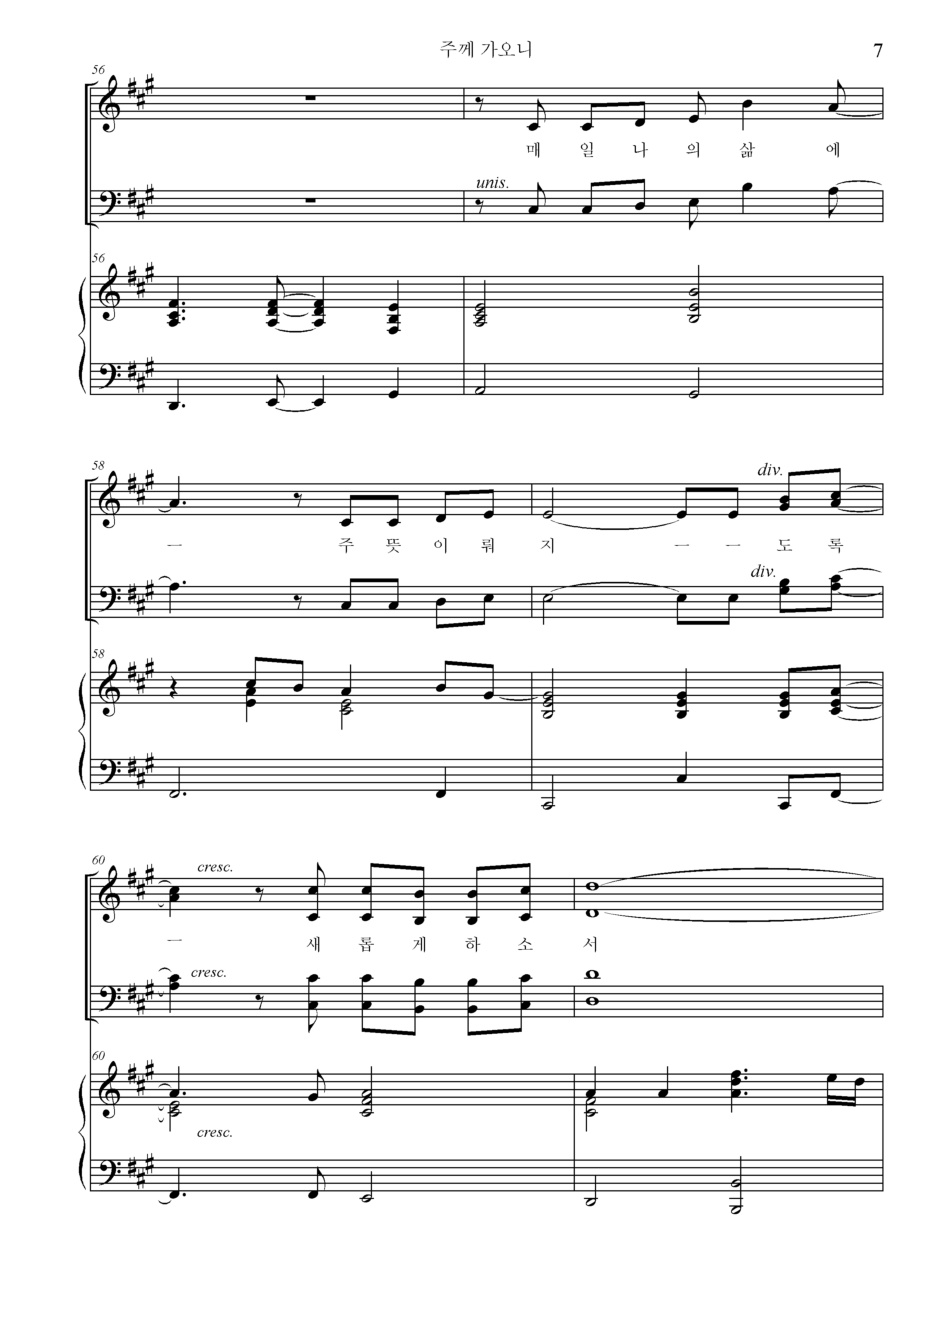 주께 가오니 7
56
매 일 나 의 삶 에
unis.
56
58
div.
ㅡ 주 뜻 이 뤄 지 ㅡ ㅡ 도 록
div.
58
60
cresc.
ㅡ 새 롭 게 하 소 서
cresc.
60
cresc.